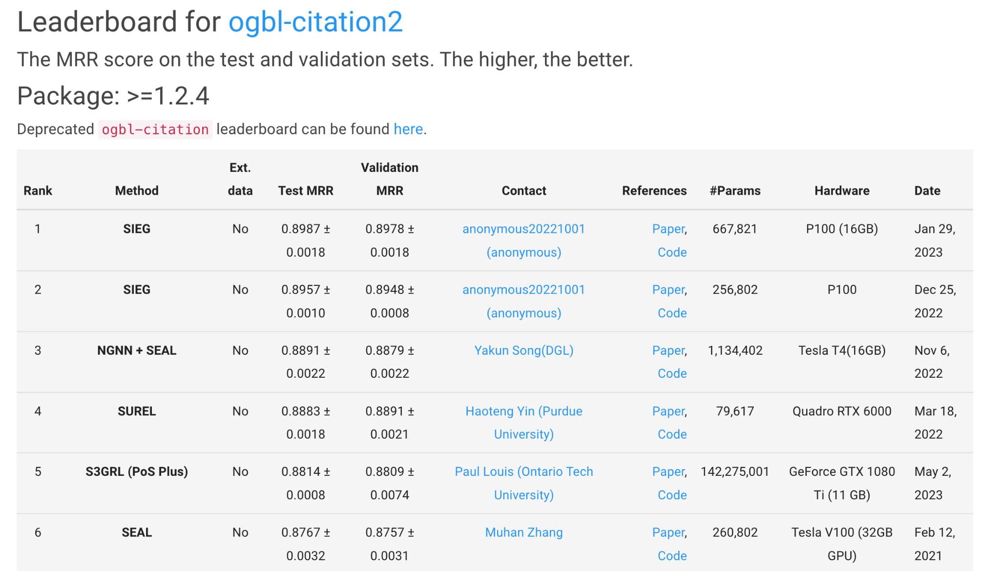 Leaderboard for ogbl-citation2
The MRR score on the test and validation sets. The higher, the better.
Package: >=1.2.4
Deprecated ogbl-citation leaderboard can be found here.
Rank Method Ext. data Test MRR Validation MRR Contact References #Params Hardware Date
1 SIEG No 0.8987 ± 0.0018 0.8978 ± 0.0018 anonymous20221001 (anonymous) Paper, Code 667,821 P100 (16GB) Jan 29, 2023
2 SIEG No 0.8957 ± 0.0010 0.8948 ± 0.0008 anonymous20221001 (anonymous) Paper, Code 256,802 P100 Dec 25, 2022
3 NGNN + SEAL No 0.8891 ± 0.0022 0.8879 ± 0.0022 Yakun Song(DGL) Paper, Code 1,134,402 Tesla T4(16GB) Nov 6, 2022
4 SUREL No 0.8883 ± 0.0018 0.8891 ± 0.0021 Haoteng Yin (Purdue University) Paper, Code 79,617 Quadro RTX 6000 Mar 18, 2022
5 S3GRL (PoS Plus) No 0.8814 ± 0.0008 0.8809 ± 0.0074 Paul Louis (Ontario Tech University) Paper, Code 142,275,001 GeForce GTX 1080 Ti (11 GB) May 2, 2023
6 SEAL No 0.8767 ± 0.0032 0.8757 ± 0.0031 Muhan Zhang Paper, Code 260,802 Tesla V100 (32GB GPU) Feb 12, 2021